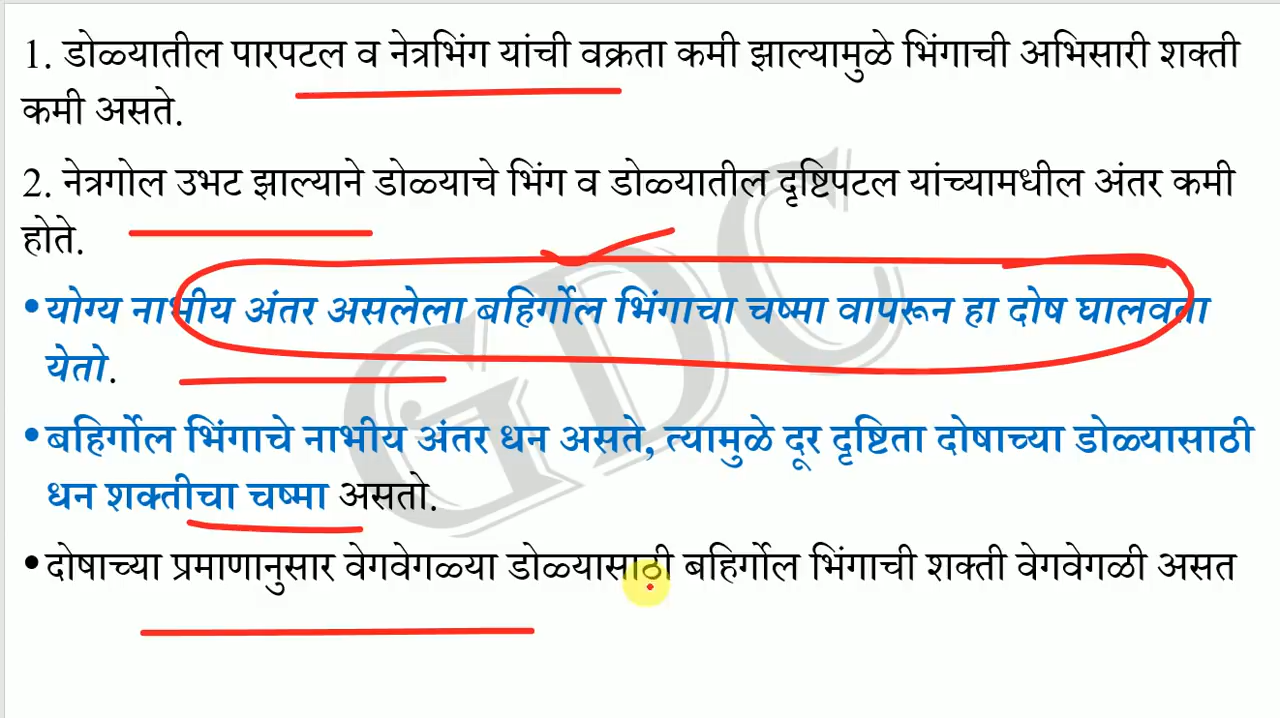 1. डोळ्यातील पारपटल व नेत्रभिंग यांची वक्रता कमी झाल्यामुळे भिंगाची अभिसारी शक्ती
कमी असते.
2. नेत्रगोल उभट झाल्याने डोळ्याचे भिंग व डोळ्यातील दृष्टिपटल यांच्यामधील अंतर कमी
होते.
• योग्य नाभीय अंतर असलेला बहिर्गोल भिंगाचा चष्मा वापरून हा दोष घालवता
येतो.
• बहिर्गोल भिंगाचे नाभीय अंतर धन असते, त्यामुळे दूर दृष्टिता दोषाच्या डोळ्यासाठी
धन शक्तीचा चष्मा असतो.
• दोषाच्या प्रमाणानुसार वेगवेगळ्या डोळ्यासाठी बहिर्गोल भिंगाची शक्ती वेगवेगळी असत
GDC